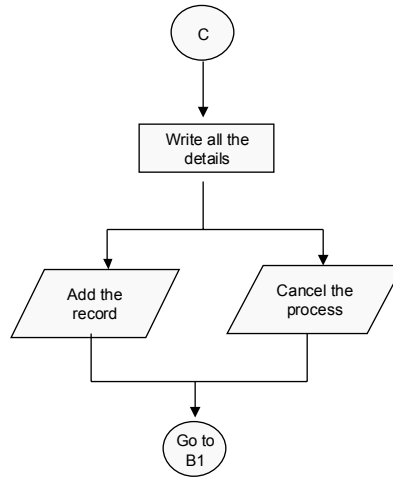 C
Write all the
details
Add the
record
Cancel the
process
Go to
B1